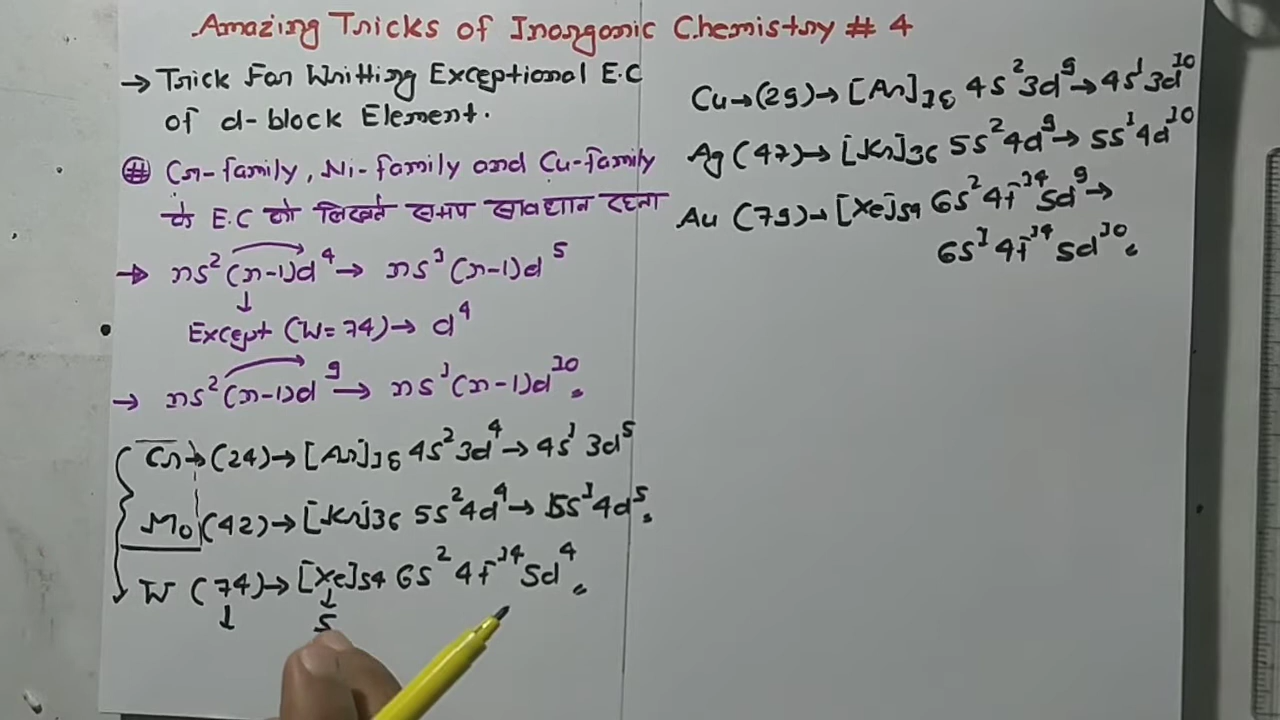 Amazing Tricks of Inorganic Chemistry # 4
→ Trick For Writting Exceptional E.C
of d-block Element.
# Cr-family, Ni-family and Cu-family
के E.C को लिखते समय सावधान रहना
→ ns² (n-1)d⁴ → ns¹ (n-1)d⁵
↓
Except (W=74) → d⁴
→ ns² (n-1)d⁹ → ns¹ (n-1)d¹⁰.
Cr → (24) → [Ar]₁₈ 4s² 3d⁴ → 4s¹ 3d⁵
Mo (42) → [Kr]₃₆ 5s² 4d⁴ → 5s¹ 4d⁵.
W (74) → [Xe]₅₄ 6s² 4f¹⁴ 5d⁴.
↓ ↓
5
Cu → (29) → [Ar]₁₈ 4s² 3d⁹ → 4s¹ 3d¹⁰
Ag (47) → [Kr]₃₆ 5s² 4d⁹ → 5s¹ 4d¹⁰
Au (79) → [Xe]₅₄ 6s² 4f¹⁴ 5d⁹ →
6s¹ 4f¹⁴ 5d¹⁰.